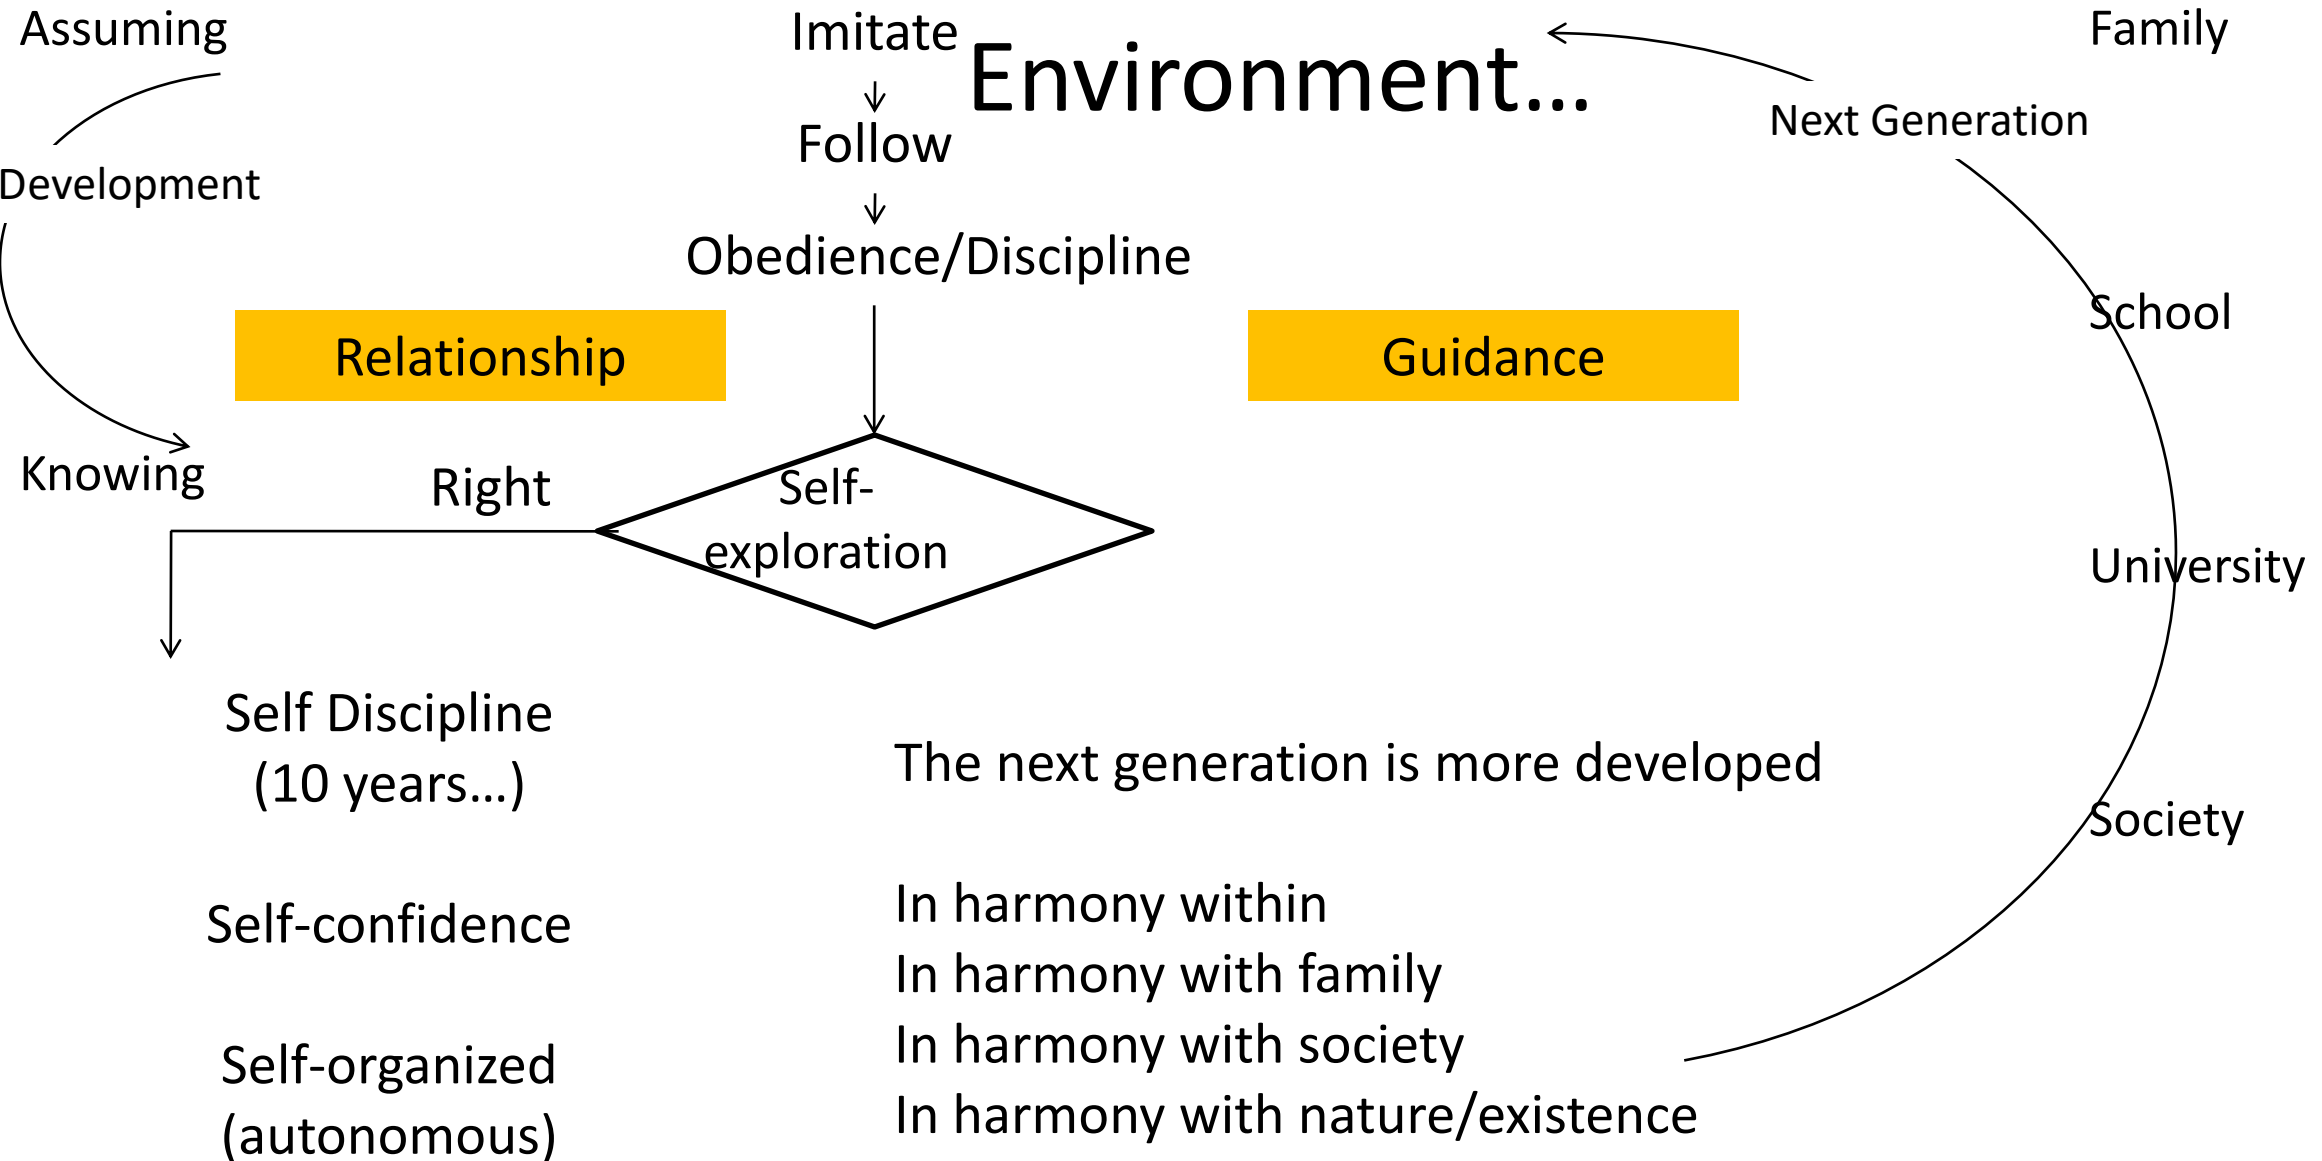 Assuming
Imitate
Environment...
Family
Next Generation
Follow
Development
Obedience/Discipline
School
Relationship
Guidance
Knowing
Right
Self-
exploration
University
Self Discipline
(10 years...)
The next generation is more developed
Society
Self-confidence
In harmony within
In harmony with family
In harmony with society
Self-organized
(autonomous)
In harmony with nature/existence